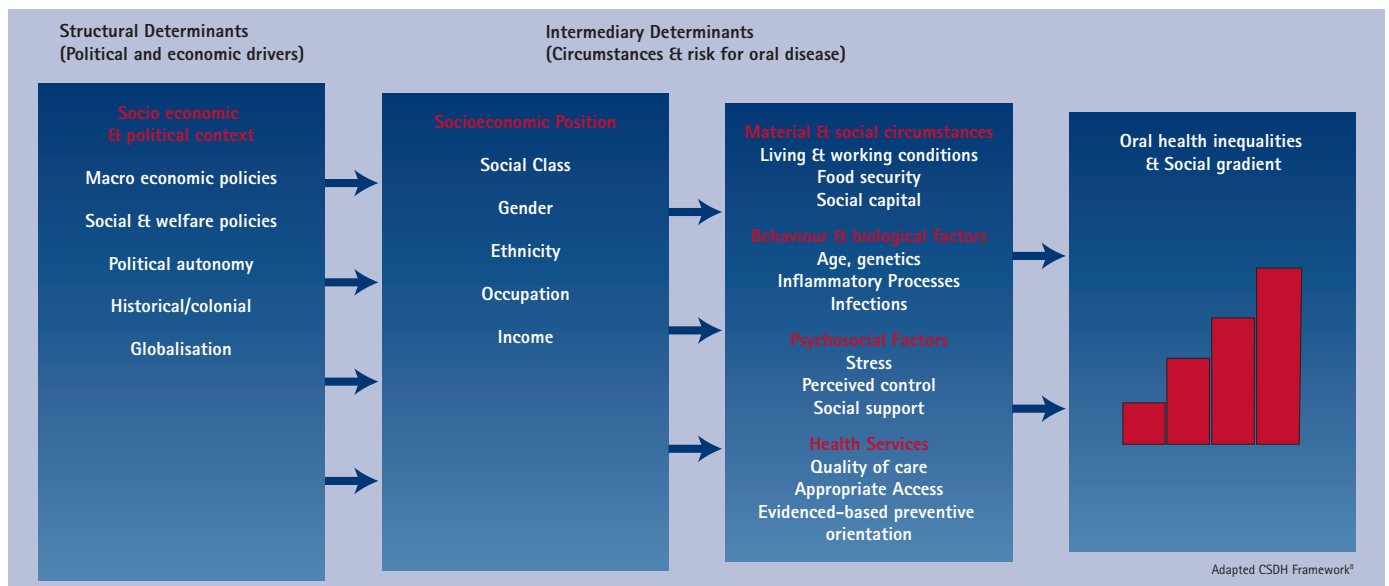 Structural Determinants
(Political and economic drivers)
Intermediary Determinants
(Circumstances & risk for oral disease)
Socio economic
& political context
Macro economic policies
Social & welfare policies
Political autonomy
Historical/colonial
Globalisation
Socioeconomic Position
Social Class
Gender
Ethnicity
Occupation
Income
Material & social circumstances
Living & working conditions
Food security
Social capital
Behaviour & biological factors
Age, genetics
Inflammatory Processes
Infections
Psychosocial Factors
Stress
Perceived control
Social support
Health Services
Quality of care
Appropriate Access
Evidenced-based preventive
orientation
Oral health inequalities
& Social gradient
Adapted CSDH Framework⁸